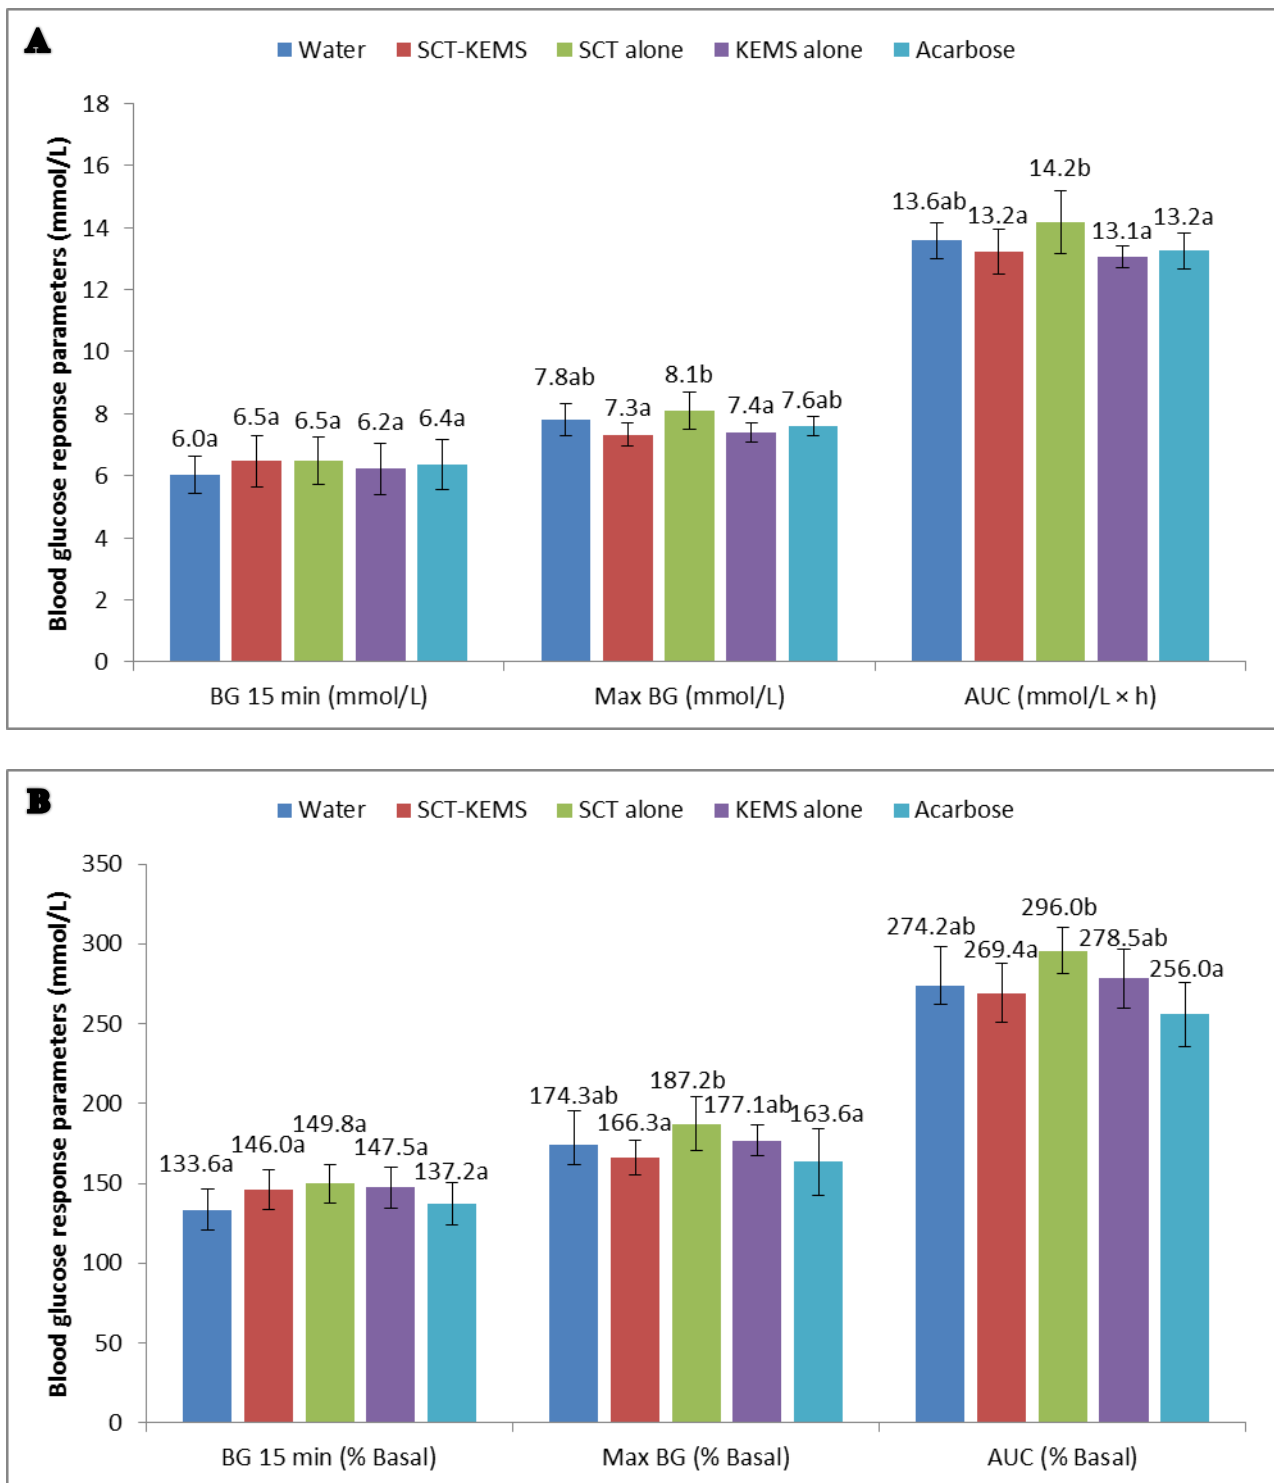 A
Water SCT-KEMS SCT alone KEMS alone Acarbose
Blood glucose reponse parameters (mmol/L)
18
16
14
12
10
8
6
4
2
0
6.0a 6.5a 6.5a 6.2a 6.4a
7.8ab 7.3a 8.1b 7.4a 7.6ab
13.6ab 13.2a 14.2b 13.1a 13.2a
BG 15 min (mmol/L) Max BG (mmol/L) AUC (mmol/L × h)
B
Water SCT-KEMS SCT alone KEMS alone Acarbose
Blood glucose response parameters (mmol/L)
350
300
250
200
150
100
50
0
133.6a 146.0a 149.8a 147.5a 137.2a
174.3ab 166.3a 187.2b 177.1ab 163.6a
274.2ab 269.4a 296.0b 278.5ab 256.0a
BG 15 min (% Basal) Max BG (% Basal) AUC (% Basal)